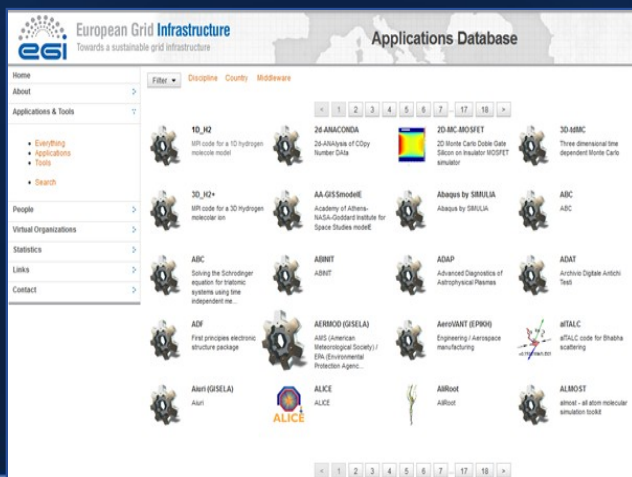 egi
European Grid Infrastructure
Towards a sustainable grid infrastructure
Applications Database
Home
About
Applications & Tools
Everything
Applications
Tools
Search
People
Virtual Organizations
Statistics
Links
Contact
Filter Discipline Country Middleware
< 1 2 3 4 5 6 7 ... 17 18 >
1D_H2
MPI code for a 1D hydrogen
molecole model
2d-ANACONDA
2d-ANAlysis of COpy
Number DAta
2D-MC-MOSFET
2D Monte Carlo Doble Gate
Silicon on Insulator MOSFET
simulator
3D-tdMC
Three dimensional time
dependent Monte Carlo
3D_H2+
MPI code for a 3D Hydrogen
molecolar ion
AA-GISSmodelE
Academy of Athens-
NASA-Goddard Institute for
Space Studies modelE
Abaqus by SIMULIA
Abaqus by SIMULIA
ABC
ABC
ABC
Solving the Schrodinger
equation for triatomic
systems using time
independent me...
ABINIT
ABINIT
ADAP
Advanced Diagnostics of
Astrophysical Plasmas
ADAT
Archivio Digitale Antichi
Testi
ADF
First principles electronic
structure package
AERMOD (GISELA)
AMS (American
Meteorological Society) /
EPA (Environmental
Protection Agenc...
AeroVANT (EPIKH)
Engineering / Aerospace
manufacturing
aITALC
aITALC code for Bhabha
scattering
Aiuri (GISELA)
Aiuri
ALICE
ALICE
ALICE
AliRoot
AliRoot
ALMOST
almost - all atom molecular
simulation toolkit
< 1 2 3 4 5 6 7 ... 17 18 >